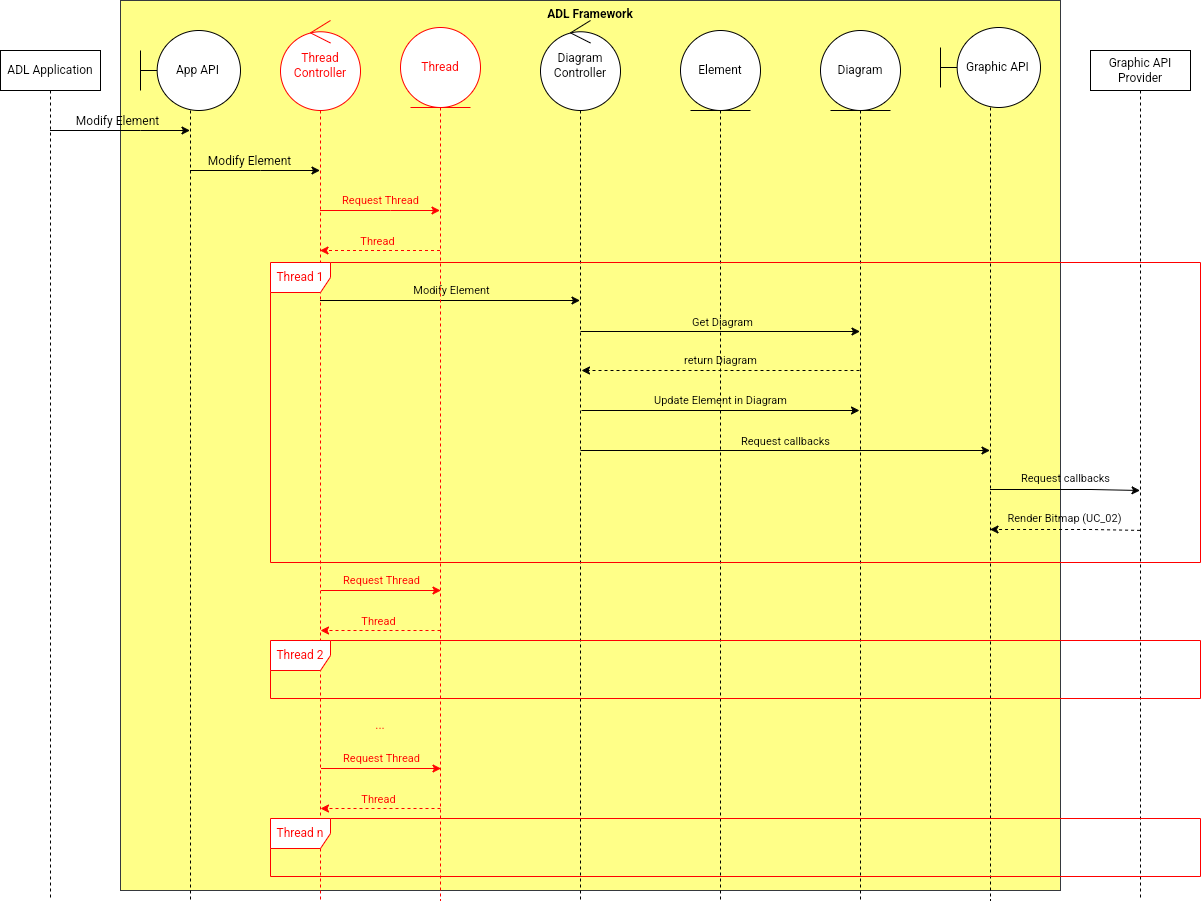 ADL Framework
ADL Application
App API
Thread
Controller
Thread
Diagram
Controller
Element
Diagram
Graphic API
Graphic API
Provider
Modify Element
Modify Element
Request Thread
Thread
Thread 1
Modify Element
Get Diagram
return Diagram
Update Element in Diagram
Request callbacks
Request callbacks
Render Bitmap (UC_02)
Request Thread
Thread
Thread 2
...
Request Thread
Thread
Thread n